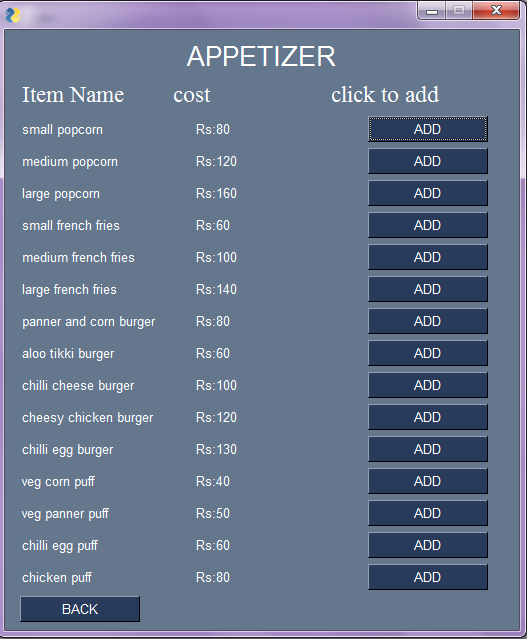 APPETIZER
Item Name cost click to add
small popcorn Rs:80 ADD
medium popcorn Rs:120 ADD
large popcorn Rs:160 ADD
small french fries Rs:60 ADD
medium french fries Rs:100 ADD
large french fries Rs:140 ADD
panner and corn burger Rs:80 ADD
aloo tikki burger Rs:60 ADD
chilli cheese burger Rs:100 ADD
cheesy chicken burger Rs:120 ADD
chilli egg burger Rs:130 ADD
veg corn puff Rs:40 ADD
veg panner puff Rs:50 ADD
chilli egg puff Rs:60 ADD
chicken puff Rs:80 ADD
BACK